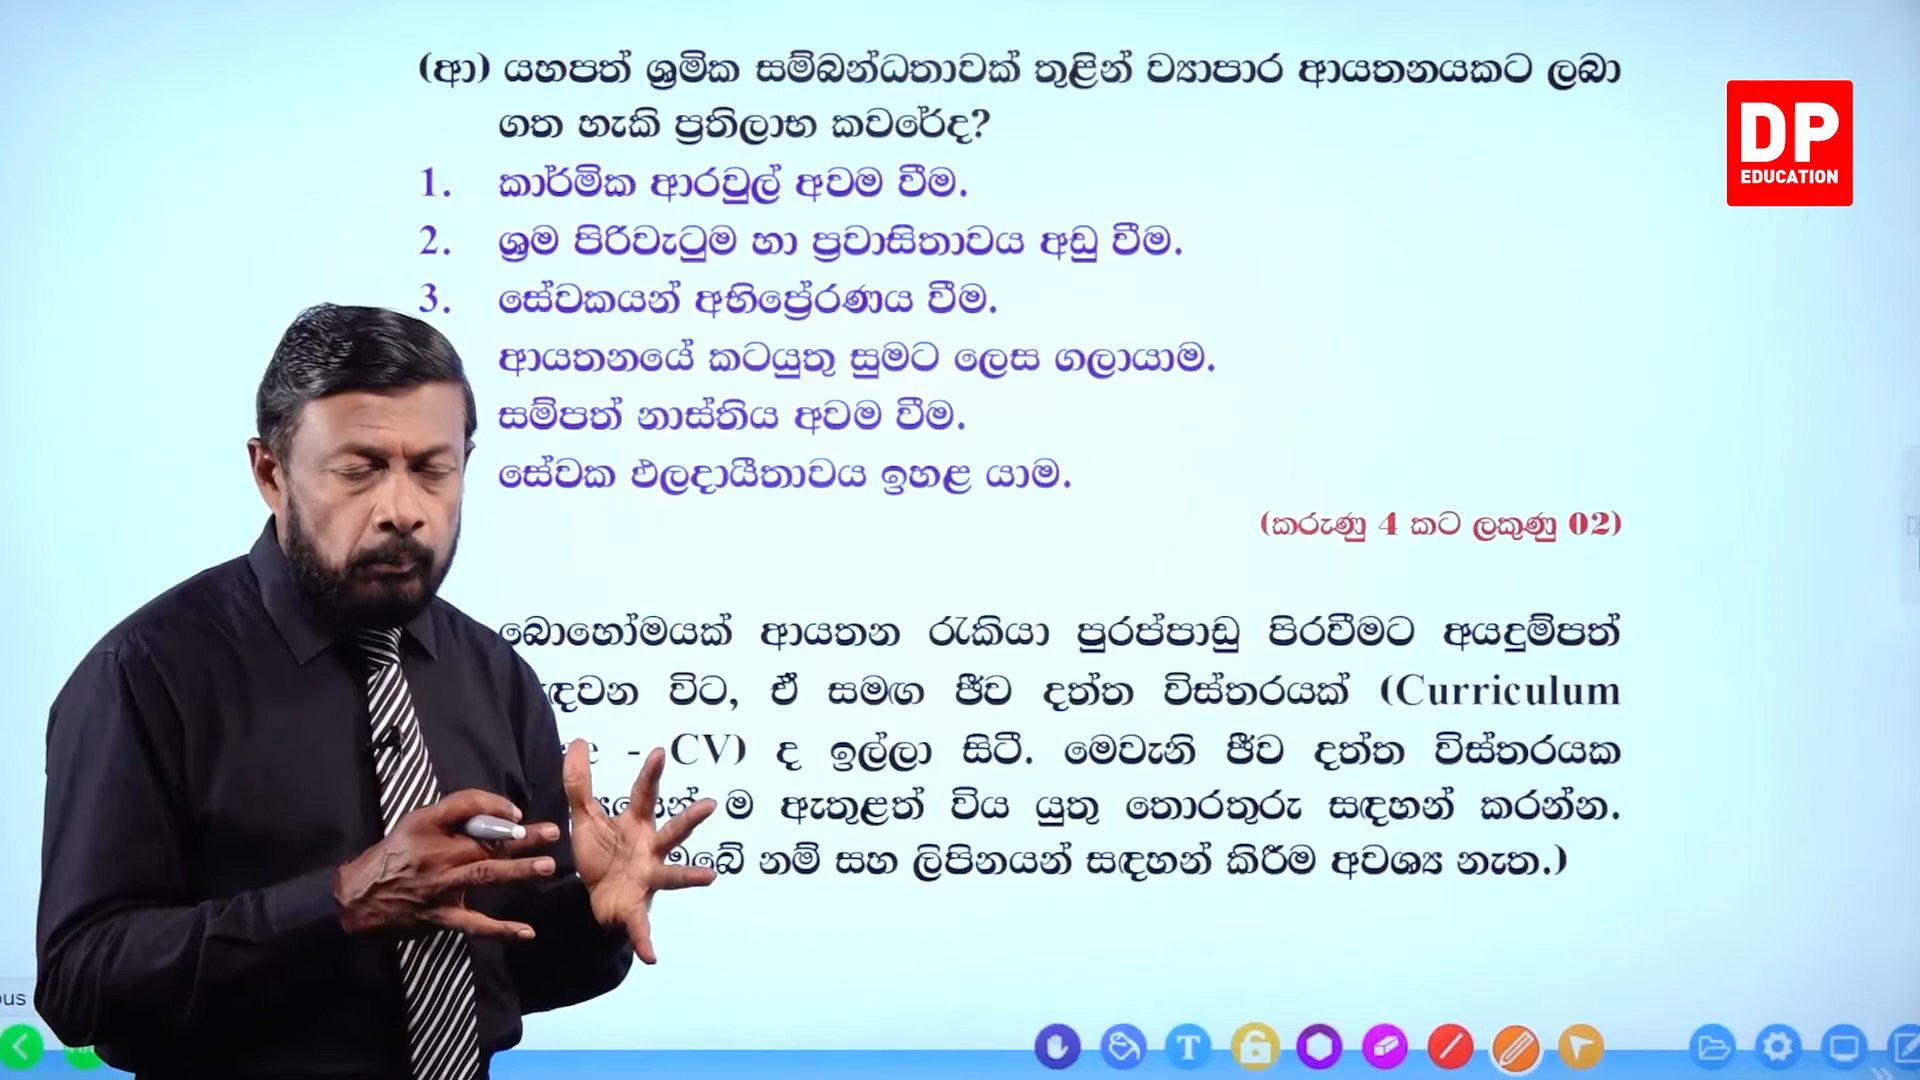 (ආ) යහපත් ශ්‍රමික සම්බන්ධතාවක් තුළින් ව්‍යාපාර ආයතනයකට ලබා
ගත හැකි ප්‍රතිලාභ කවරේද?
DP
EDUCATION
1. කාර්මික ආරවුල් අවම වීම.
2. ශ්‍රම පිරිවැටුම හා ප්‍රවාසිතාවය අඩු වීම.
3. සේවකයන් අභිප්‍රේරණය වීම.
ආයතනයේ කටයුතු සුමට ලෙස ගලායාම.
සම්පත් නාස්තිය අවම වීම.
සේවක ඵලදායීතාවය ඉහළ යාම.
(කරුණු 4 කට ලකුණු 02)
බොහෝමයක් ආයතන රැකියා පුරප්පාඩු පිරවීමට අයදුම්පත්
විට, ඒ සමඟ ජීව දත්ත විස්තරයක් (Curriculum
- CV) ද ඉල්ලා සිටී. මෙවැනි ජීව දත්ත විස්තරයක
ම ඇතුළත් විය යුතු තොරතුරු සඳහන් කරන්න.
නම් සහ ලිපිනයන් සඳහන් කිරීම අවශ්‍ය නැත.)
T